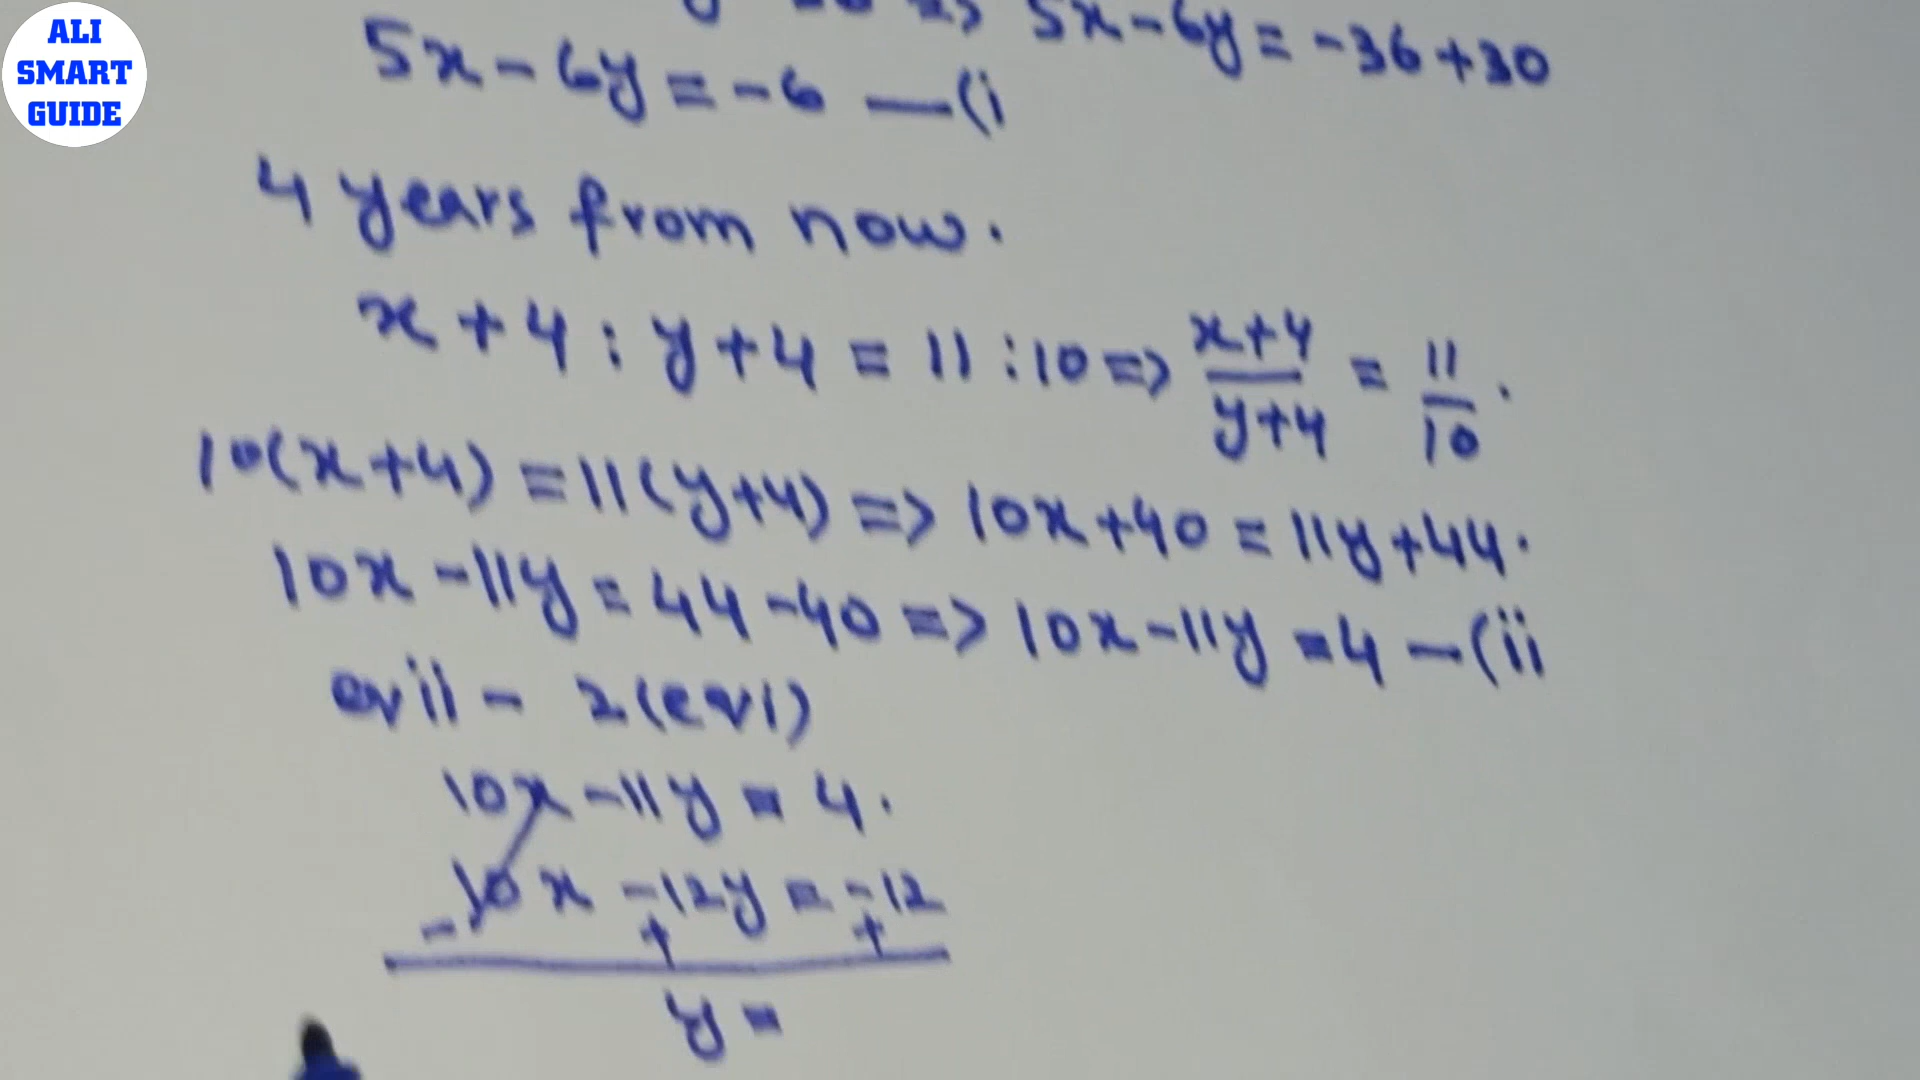 ALI
SMART
GUIDE
=> 5x-6y=-36+30
5x-6y=-6 —(i
4 years from now.
x+4:y+4=11:10=> x+4/y+4 = 11/10.
10(x+4)=11(y+4)=>10x+40=11y+44.
10x-11y=44-40=>10x-11y=4-(ii
eqii- 2(eqi)
10x-11y=4.
10x-12y=-12
- + +
y=